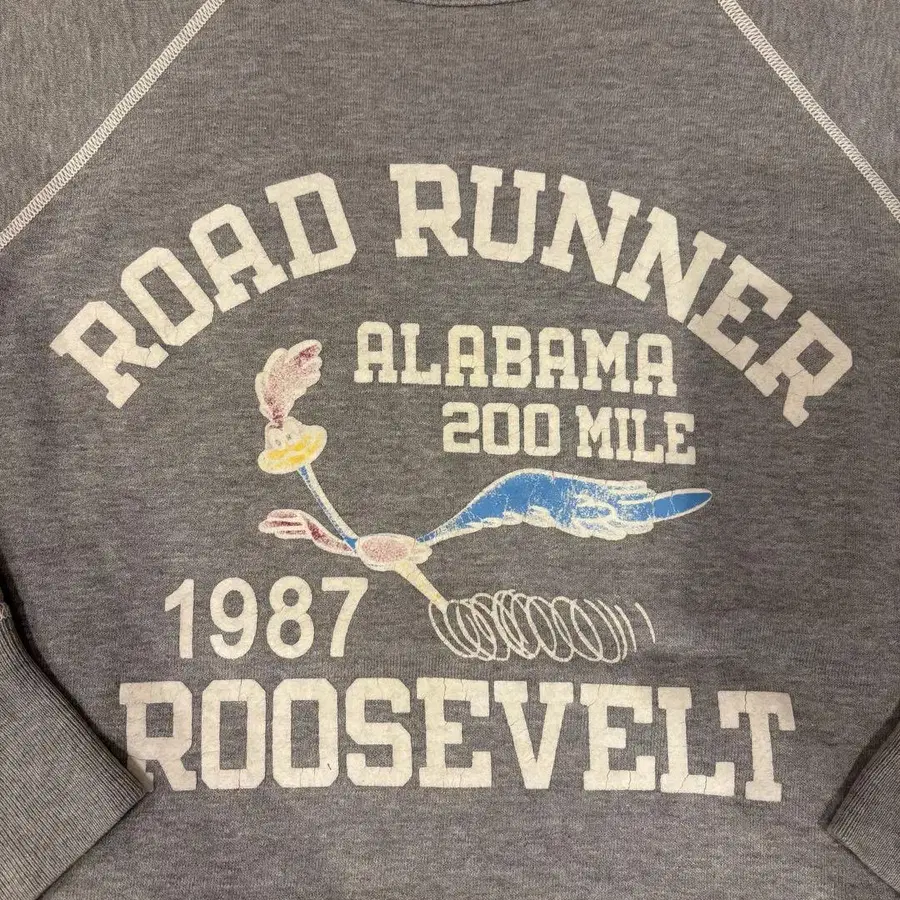 ROAD RUNNER
ALABAMA
200 MILE
1987
ROOSEVELT